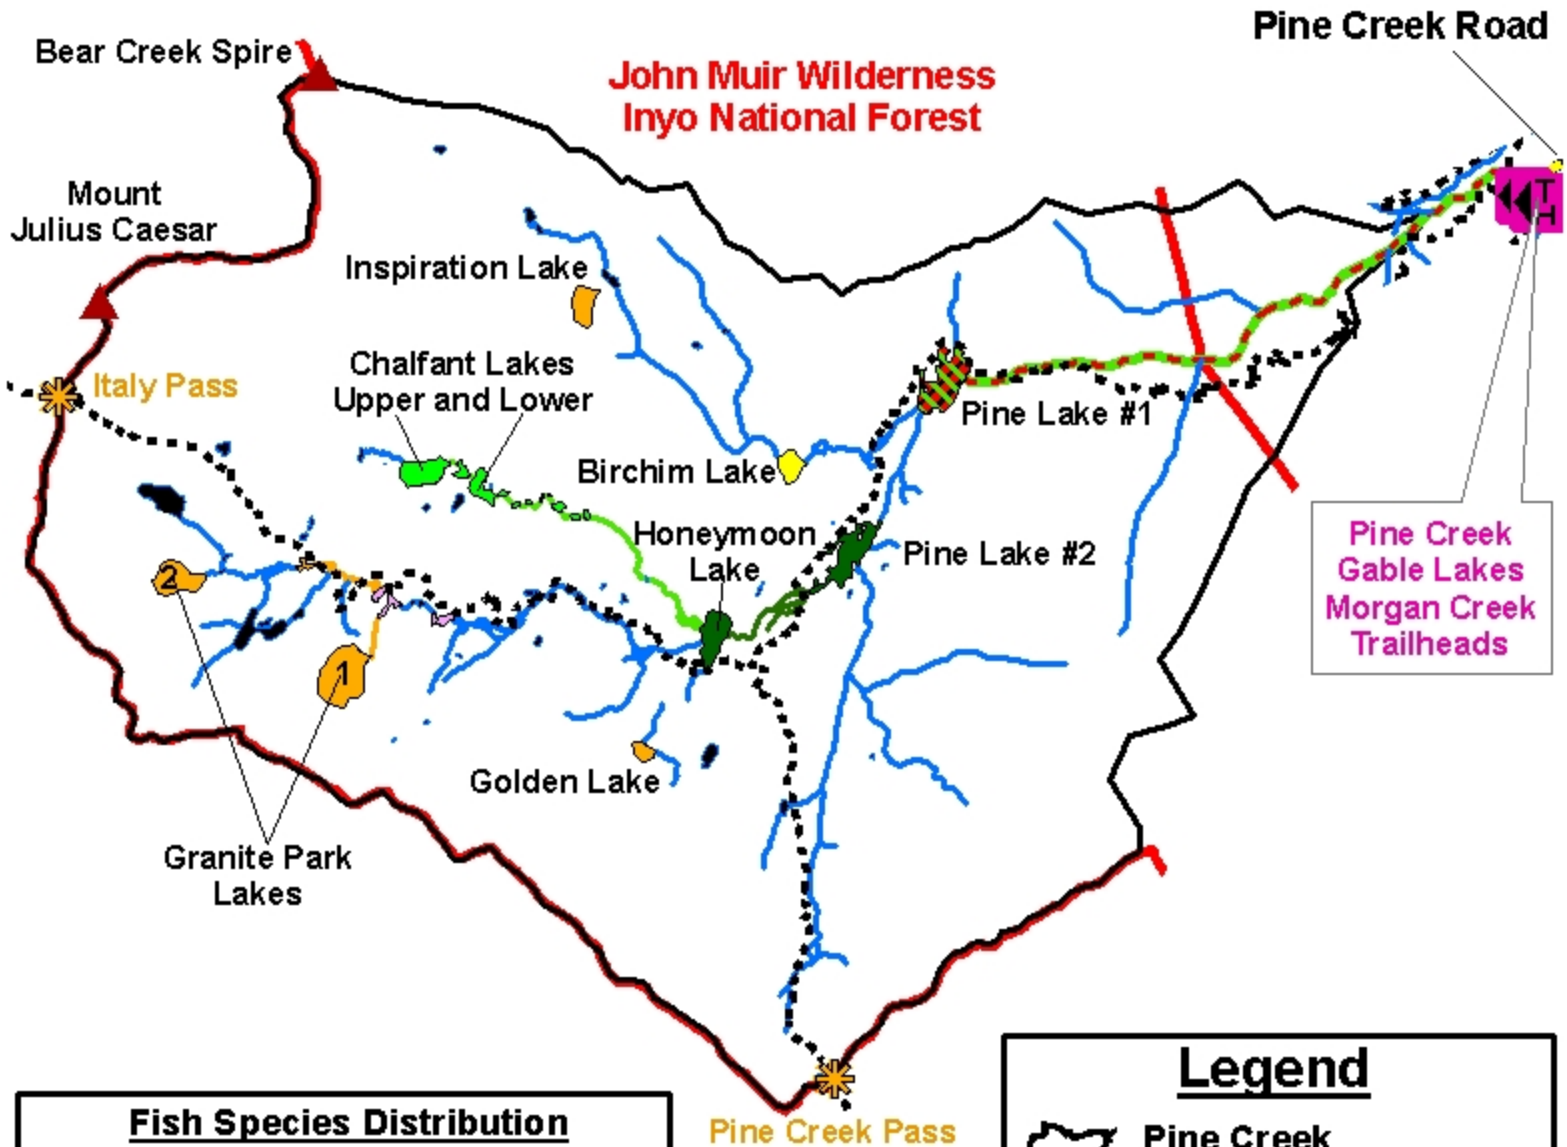 Pine Creek Road
Bear Creek Spire
John Muir Wilderness
Inyo National Forest
Mount
Julius Caesar
TH
Inspiration Lake
Italy Pass
Chalfant Lakes
Upper and Lower
Pine Lake #1
Birchim Lake
Honeymoon
Lake
Pine Lake #2
Pine Creek
Gable Lakes
Morgan Creek
Trailheads
2
1
Golden Lake
Granite Park
Lakes
Legend
Pine Creek
Fish Species Distribution
Pine Creek Pass